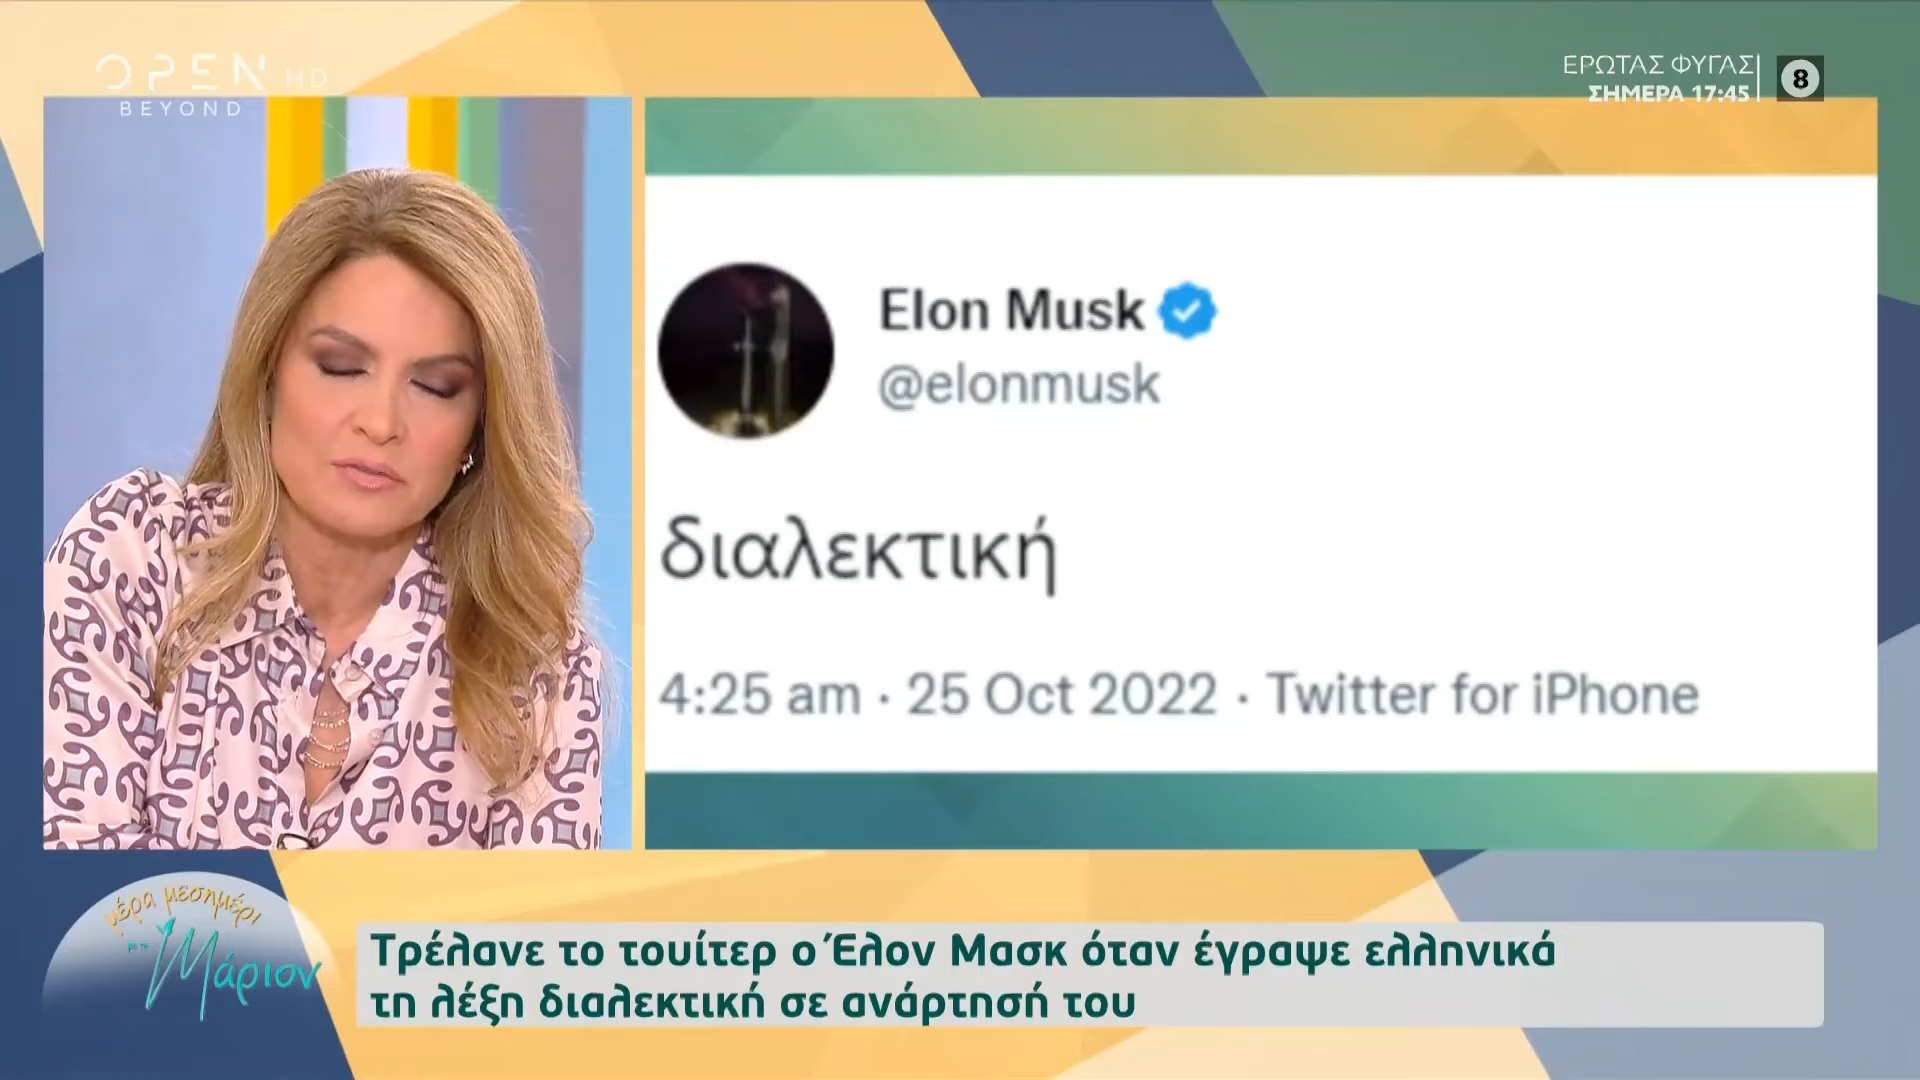 OPEN HD
BEYOND
ΕΡΩΤΑΣ ΦΥΓΑΣ
ΣΗΜΕΡΑ 17:45
8
Elon Musk
@elonmusk
διαλεκτική
4:25 am · 25 Oct 2022 · Twitter for iPhone
μέρα μεσημέρι
με τη
Μάριον
Τρέλανε το τουίτερ ο Έλον Μασκ όταν έγραψε ελληνικά
τη λέξη διαλεκτική σε ανάρτησή του